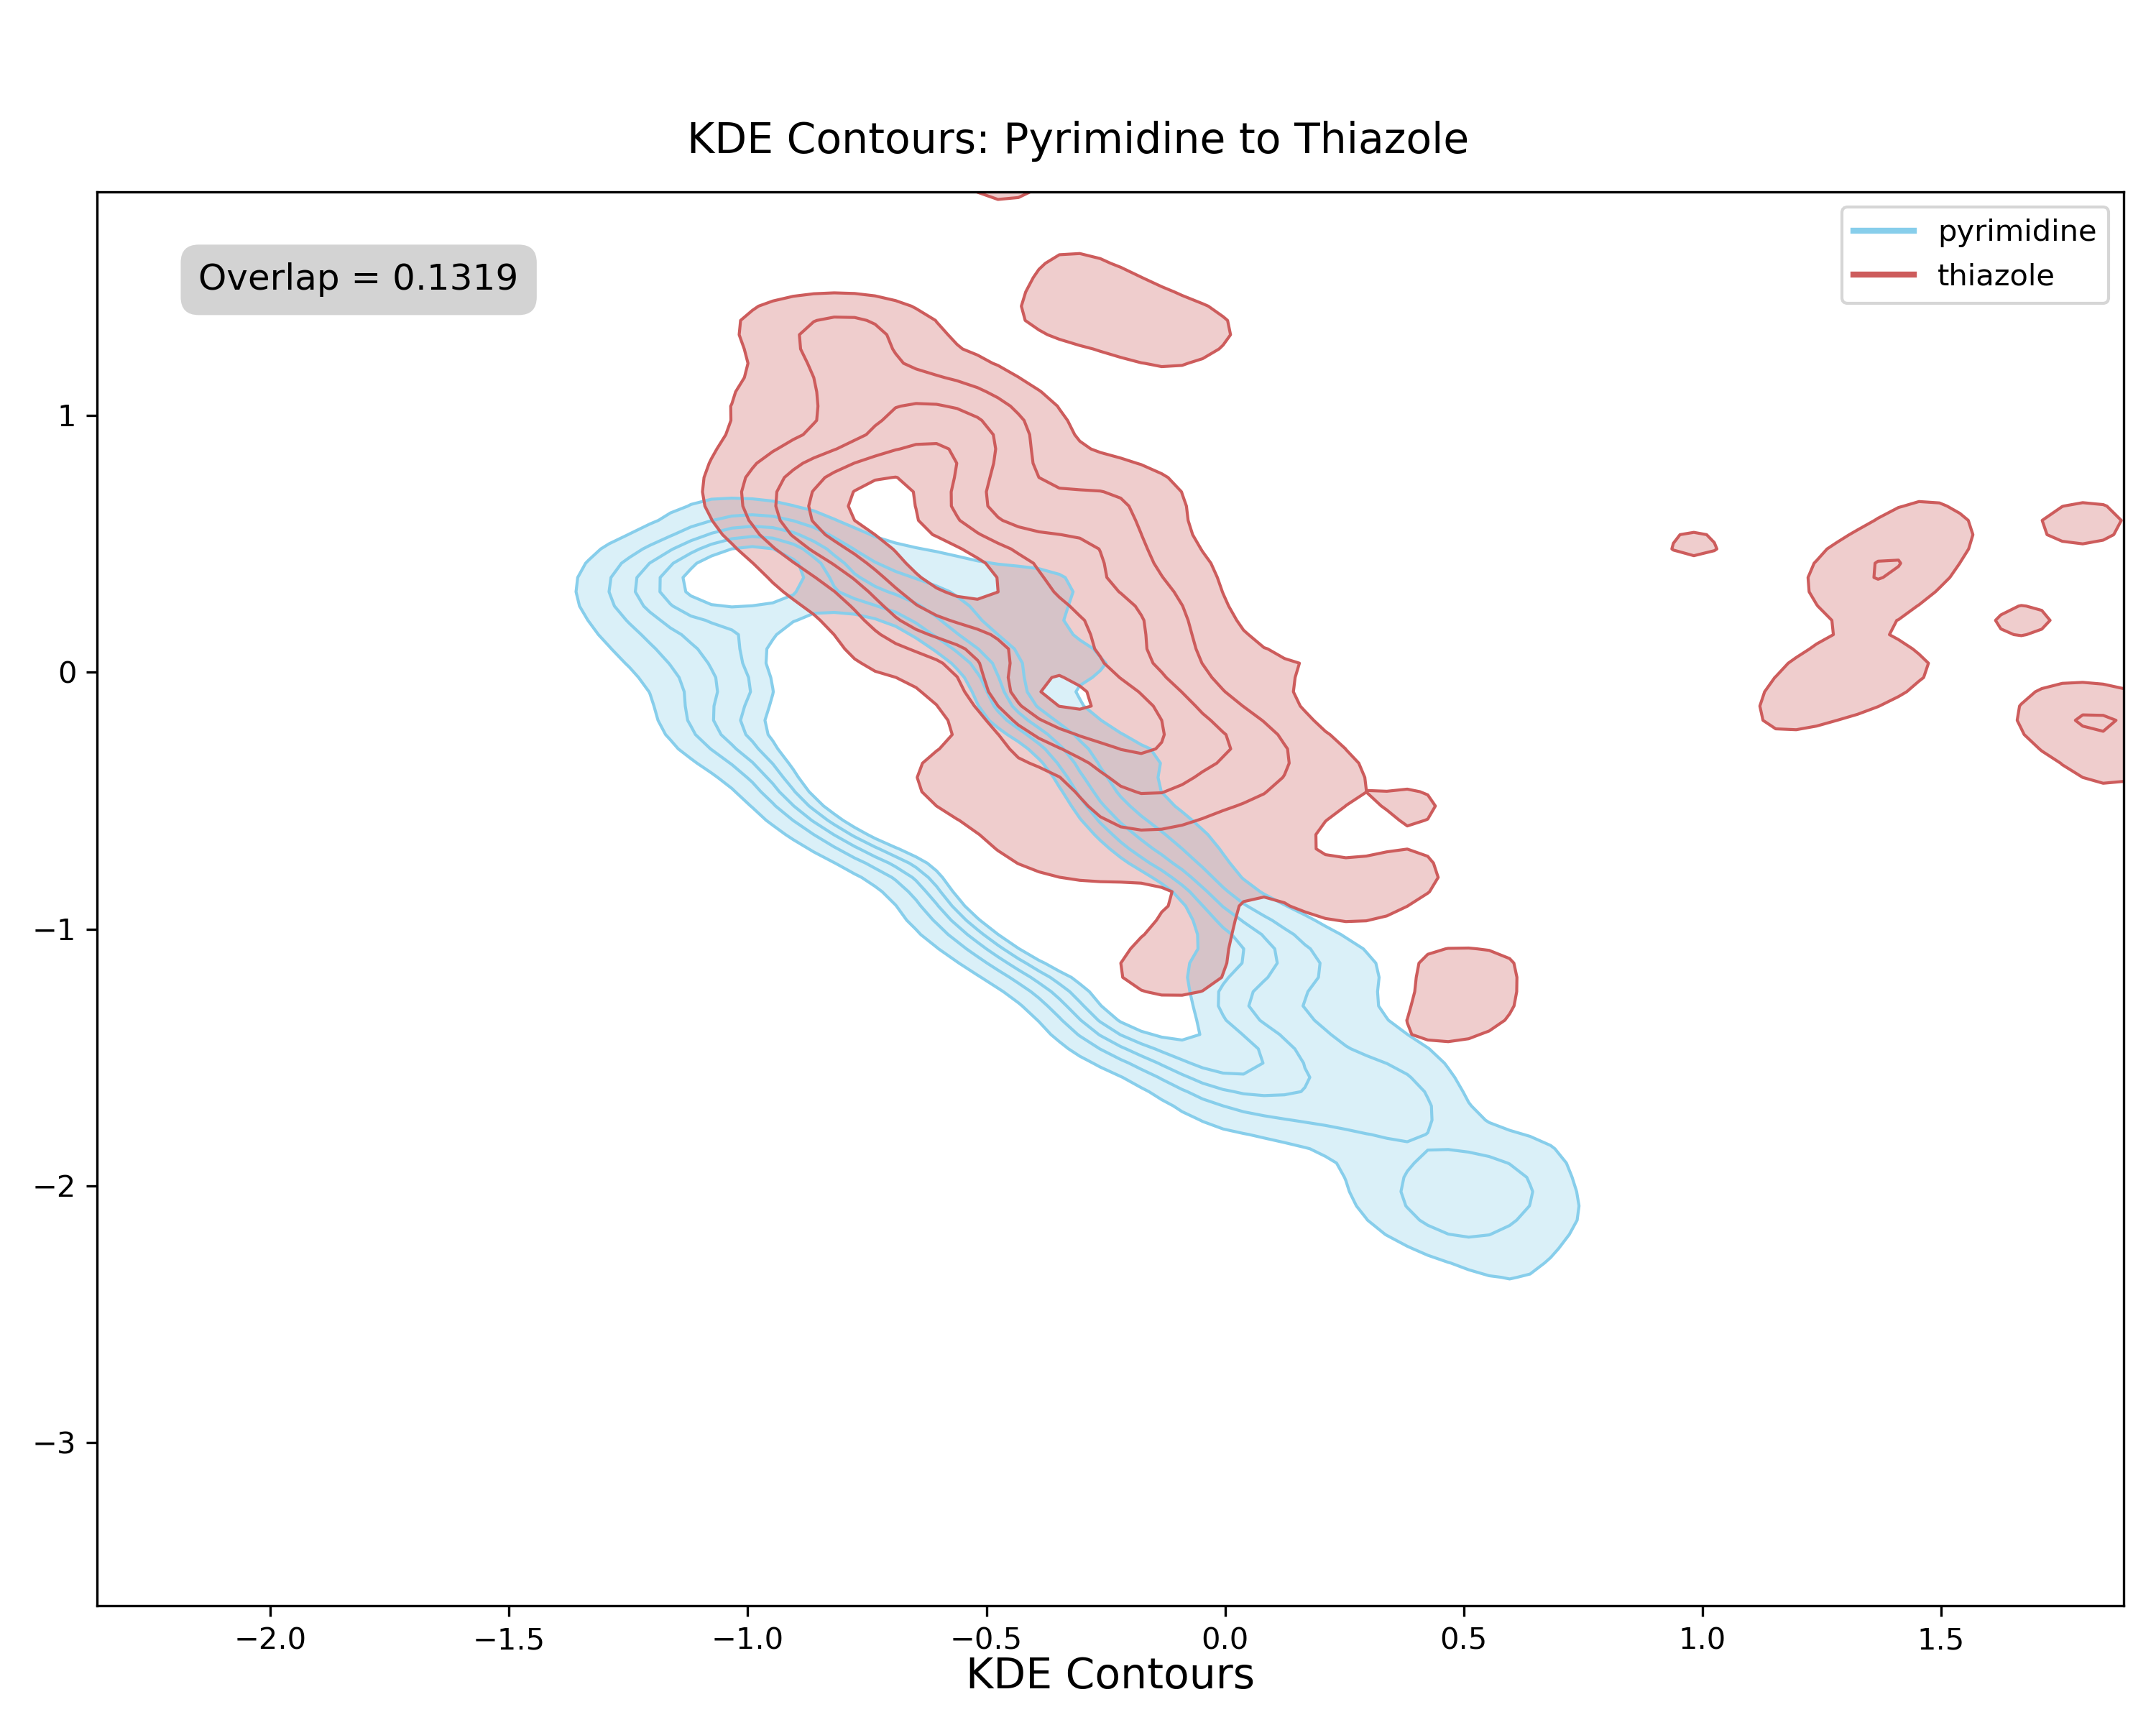 KDE Contours: Pyrimidine to Thiazole
Overlap = 0.1319
pyrimidine
thiazole
1
0
−1
−2
−3
−2.0 −1.5 −1.0 −0.5 0.0 0.5 1.0 1.5
KDE Contours